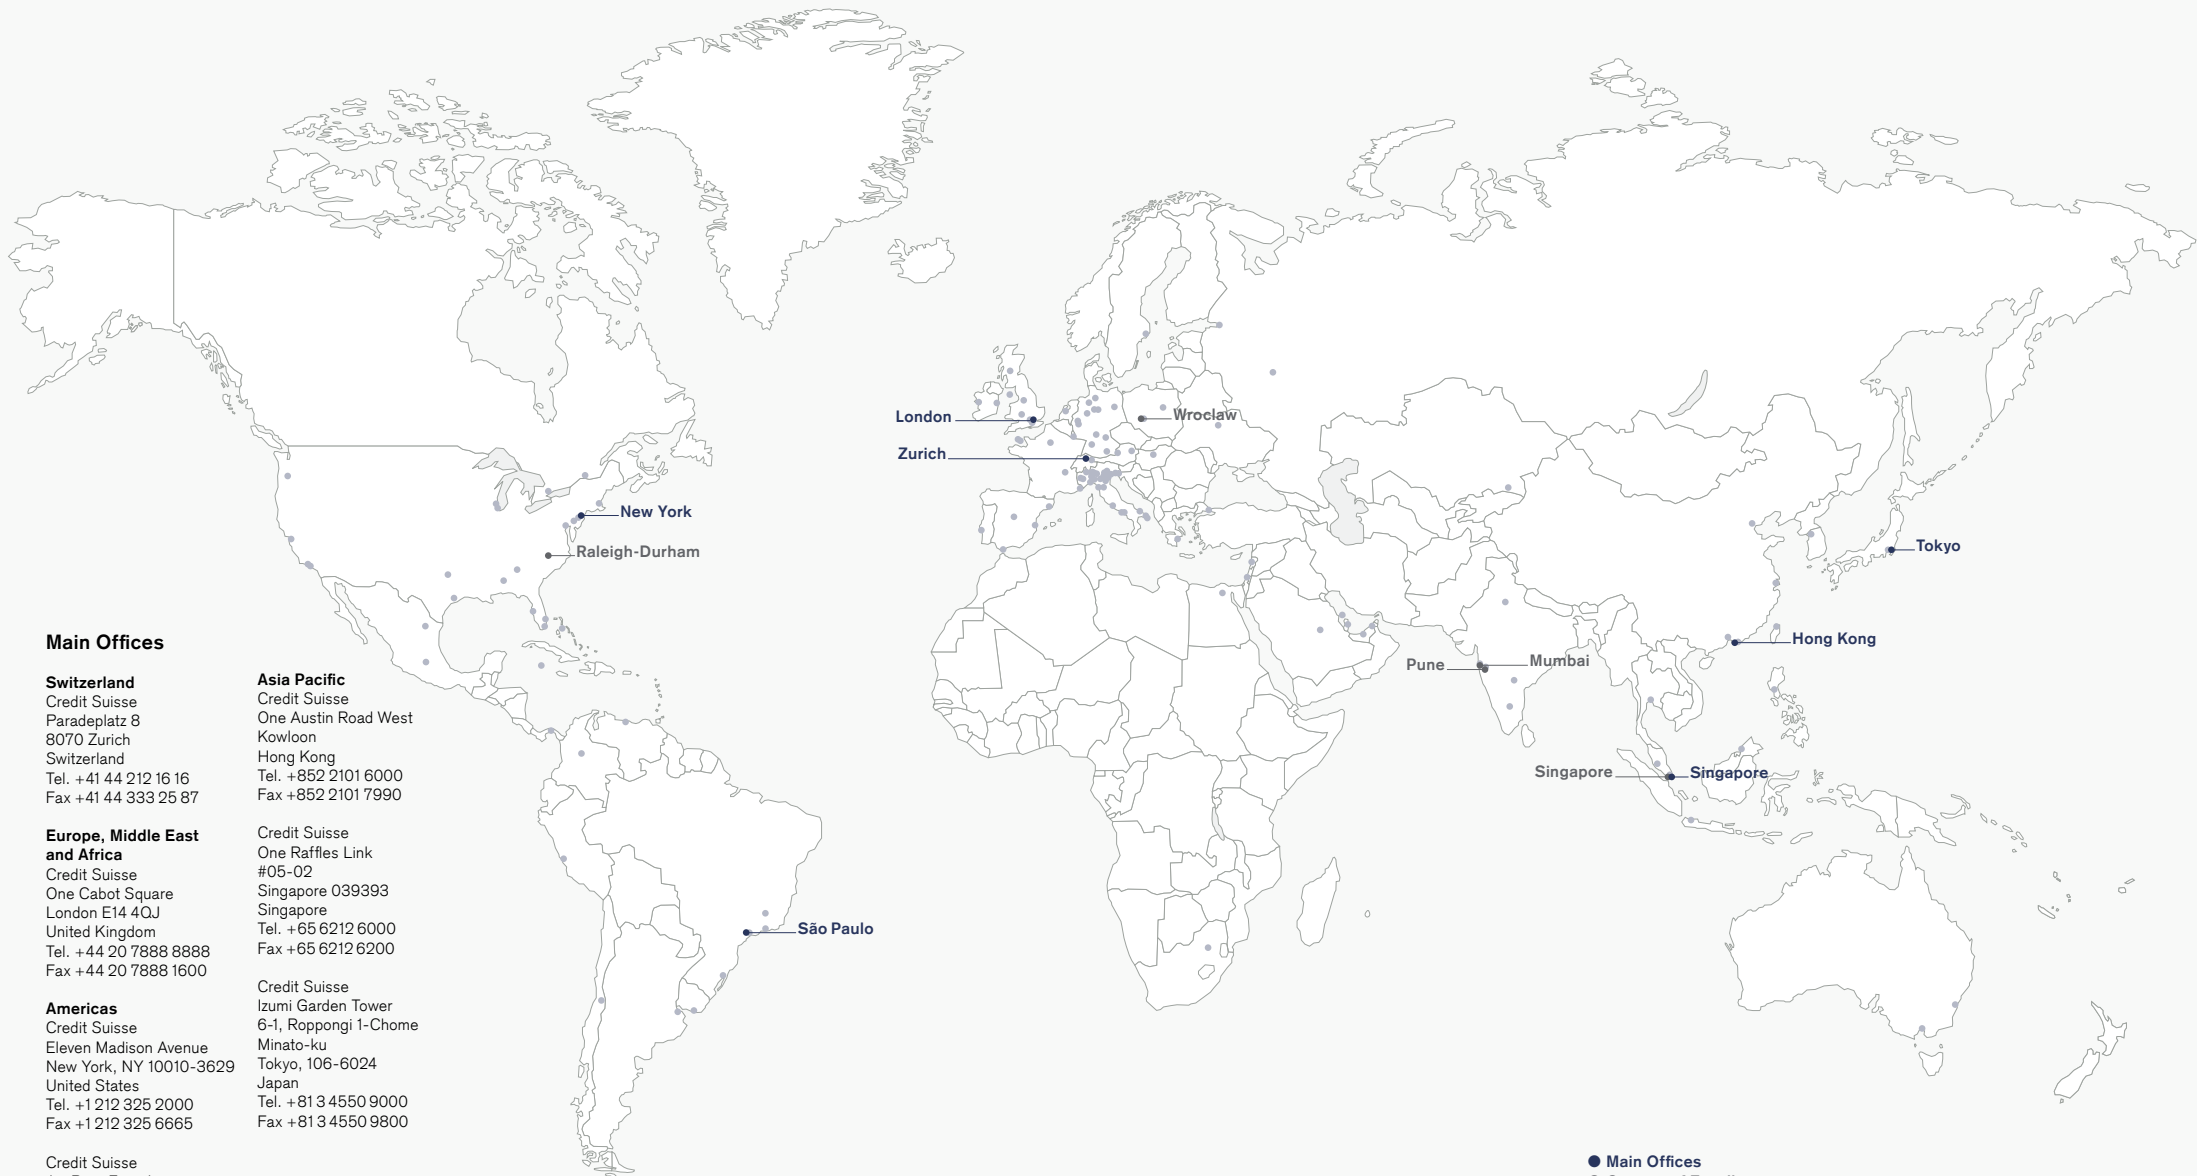 London
Wroclaw
Zurich
New York
Raleigh-Durham
Tokyo
Hong Kong
Pune
Mumbai
Singapore
Singapore
São Paulo
Main Offices
Switzerland
Credit Suisse
Paradeplatz 8
8070 Zurich
Switzerland
Tel. +41 44 212 16 16
Fax +41 44 333 25 87
Europe, Middle East
and Africa
Credit Suisse
One Cabot Square
London E14 4QJ
United Kingdom
Tel. +44 20 7888 8888
Fax +44 20 7888 1600
Americas
Credit Suisse
Eleven Madison Avenue
New York, NY 10010-3629
United States
Tel. +1 212 325 2000
Fax +1 212 325 6665
Credit Suisse
Asia Pacific
Credit Suisse
One Austin Road West
Kowloon
Hong Kong
Tel. +852 2101 6000
Fax +852 2101 7990
Credit Suisse
One Raffles Link
#05-02
Singapore 039393
Singapore
Tel. +65 6212 6000
Fax +65 6212 6200
Credit Suisse
Izumi Garden Tower
6-1, Roppongi 1-Chome
Minato-ku
Tokyo, 106-6024
Japan
Tel. +81 3 4550 9000
Fax +81 3 4550 9800
Main Offices